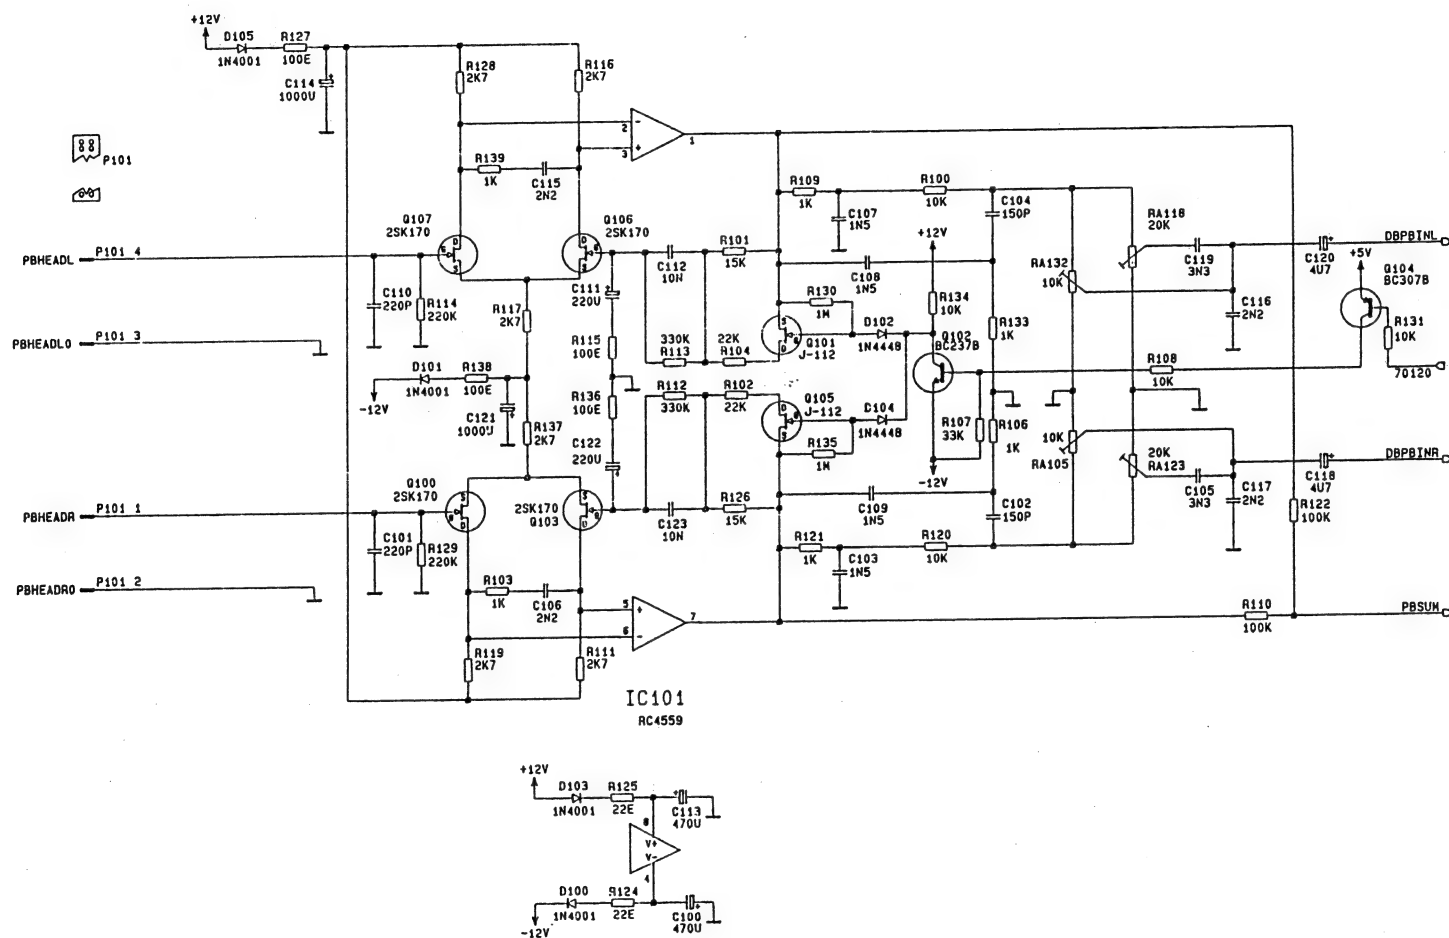 +12V
D105
1N4001
R127
100E
C114
1000U
R128
2K7
R116
2K7
P101
2
3
1
R139
1K
C115
2N2
Q107
2SK170
Q106
2SK170
D
G
S
D
G
S
PBHEADL
P101 4
C110
220P
R114
220K
PBHEADLO
P101 3
R117
2K7
C111
220U
R115
100E
D101
1N4001
R138
100E
-12V
C121
1000U
R136
100E
R137
2K7
C122
220U
C112
10N
R101
15K
330K
R113
22K
R104
R112
330K
R102
22K
C123
10N
R126
15K
R109
1K
C107
1N5
R100
10K
C104
150P
+12V
C108
1N5
R130
1M
R134
10K
D102
1N4448
Q101
J-112
S
G
D
Q102
BC237B
R133
1K
Q105
J-112
D
G
S
D104
1N4448
R135
1M
R107
33K
R106
1K
-12V
C109
1N5
C102
150P
R121
1K
C103
1N5
R120
10K
RA118
20K
RA132
10K
C119
3N3
C116
2N2
C120
4U7
DBPBINL
+5V
Q104
BC307B
R131
10K
70120
R108
10K
10K
RA105
20K
RA123
C105
3N3
C117
2N2
C118
4U7
DBPBINR
R122
100K
R110
100K
PBSUM
Q100
2SK170
2SK170
Q103
S
G
D
S
G
D
PBHEADR
P101 1
C101
220P
R129
220K
PBHEADRO
P101 2
R103
1K
C106
2N2
5
6
7
R119
2K7
R111
2K7
IC101
RC4559
+12V
D103
1N4001
R125
22E
C113
470U
8
V+
V-
4
D100
1N4001
R124
22E
C100
470U
-12V